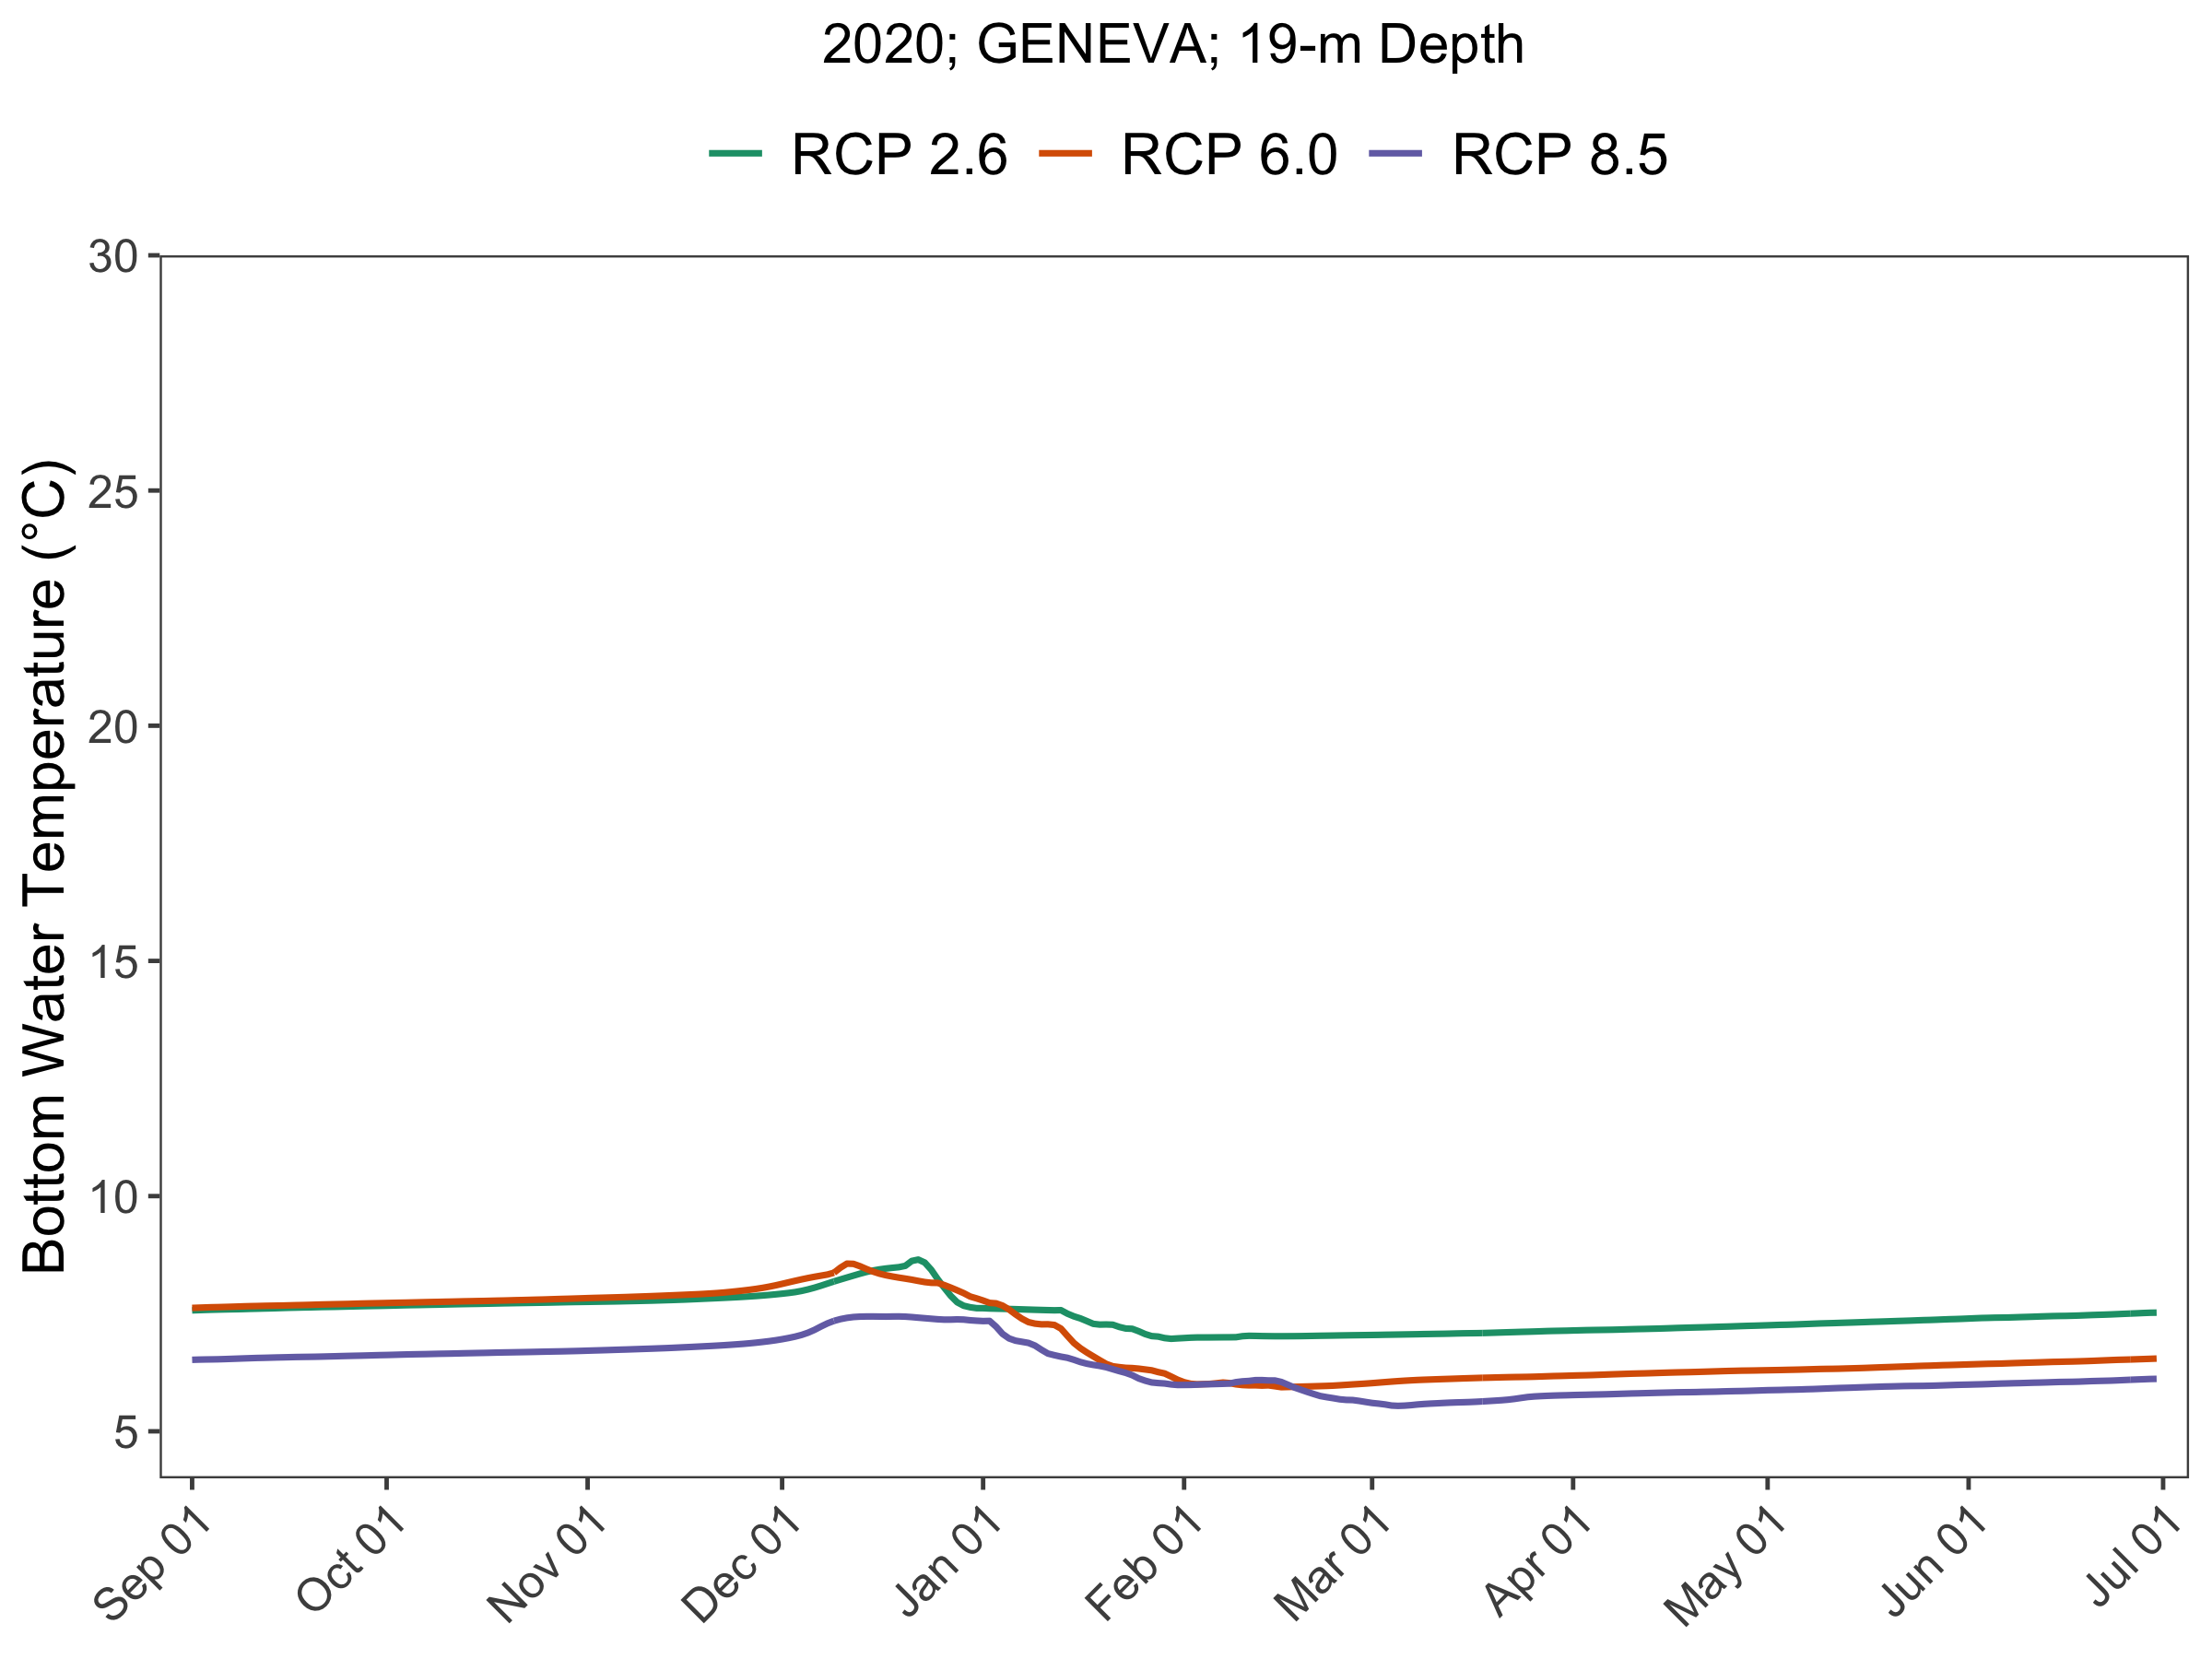 2020; GENEVA; 19-m Depth
RCP 2.6 RCP 6.0 RCP 8.5
Bottom Water Temperature (°C)
30
25
20
15
10
5
Sep 01 Oct 01 Nov 01 Dec 01 Jan 01 Feb 01 Mar 01 Apr 01 May 01 Jun 01 Jul 01